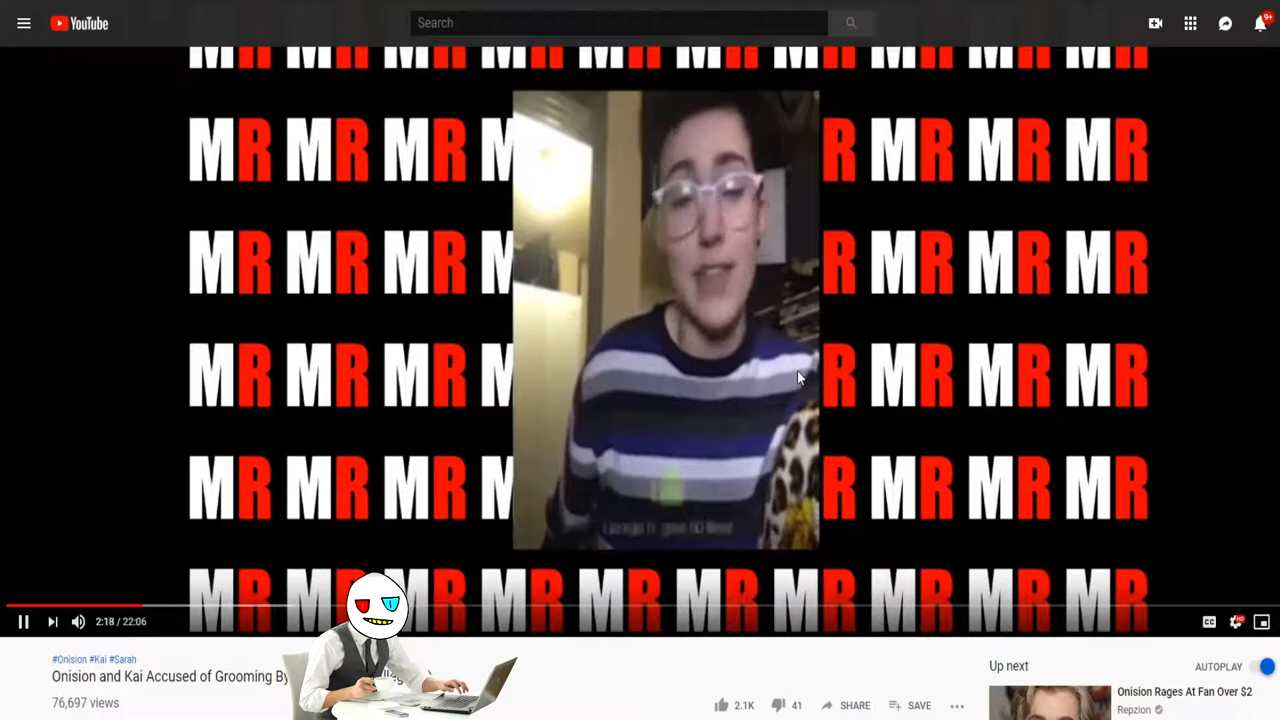 YouTube
Search
9+
MR MR MR MR MR MR MR MR MR MR
MR MR MR M R MR MR MR
MR MR MR M R MR MR MR
MR MR MR M R MR MR MR
MR MR MR M R MR MR MR
MR MR MR MR MR MR MR MR MR
2:18 / 22:06
CC
HD
#Onision #Kai #Sarah
Onision and Kai Accused of Grooming By
76,697 views
2.1K
41
SHARE
SAVE
Up next
AUTOPLAY
Onision Rages At Fan Over $2
Repzion